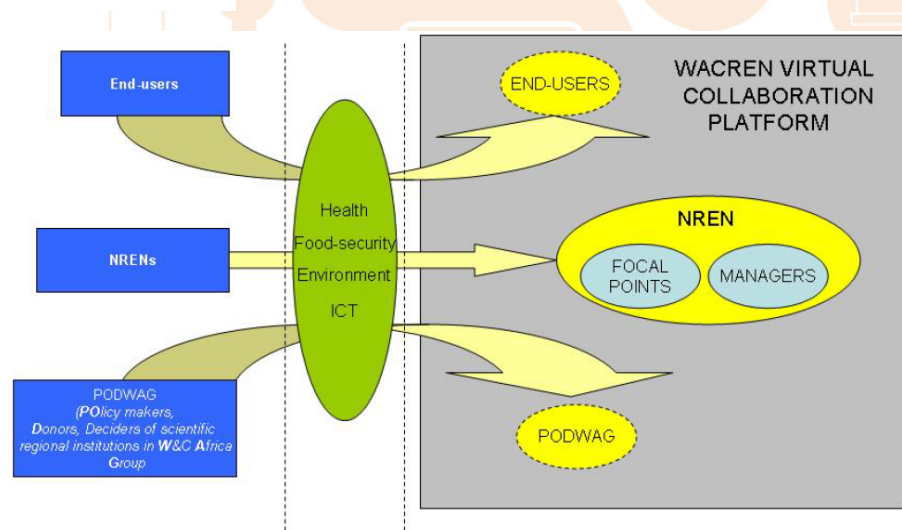 End-users
NRENs
PODWAG
(POlicy makers,
Donors, Deciders of scientific
regional institutions in W&C Africa
Group
Health
Food-security
Environment
ICT
WACREN VIRTUAL
COLLABORATION
PLATFORM
END-USERS
NREN
FOCAL
POINTS
MANAGERS
PODWAG